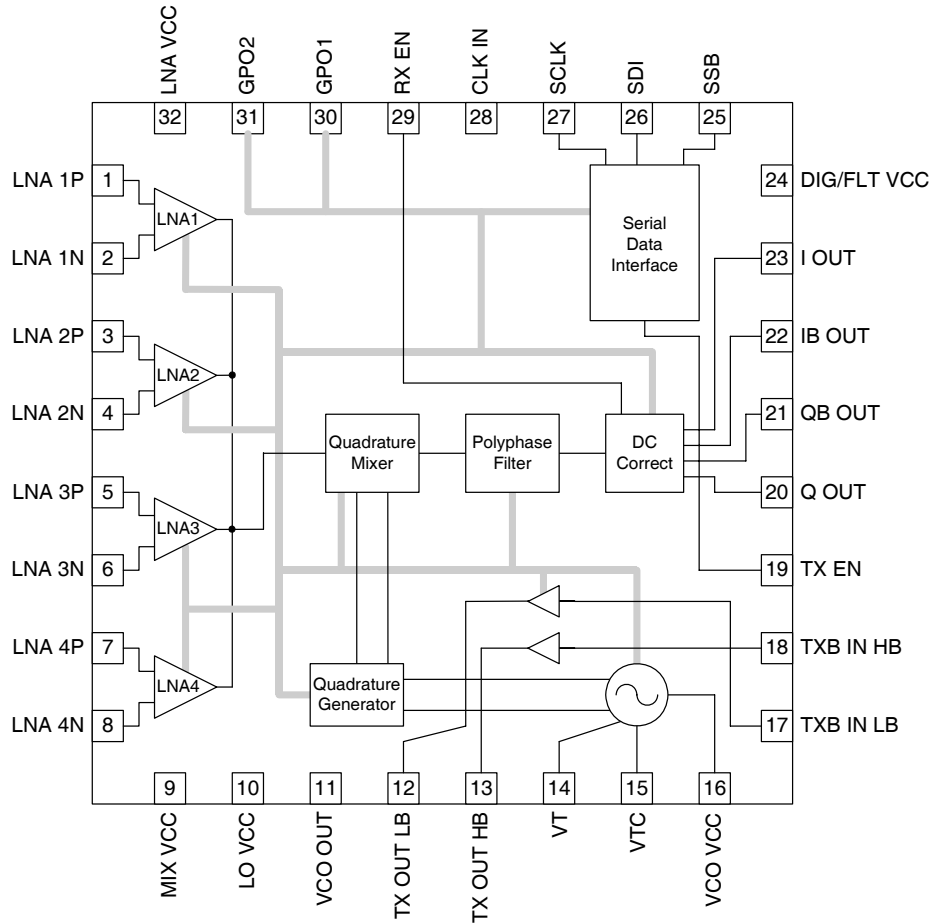 LNA VCC
GPO2
GPO1
RX EN
CLK IN
SCLK
SDI
SSB
32
31
30
29
28
27
26
25
LNA 1P
1
LNA 1N
2
LNA 2P
3
LNA 2N
4
LNA 3P
5
LNA 3N
6
LNA 4P
7
LNA 4N
8
LNA1
LNA2
LNA3
LNA4
Serial
Data
Interface
Quadrature
Mixer
Polyphase
Filter
DC
Correct
Quadrature
Generator
24
DIG/FLT VCC
23
I OUT
22
IB OUT
21
QB OUT
20
Q OUT
19
TX EN
18
TXB IN HB
17
TXB IN LB
9
10
11
12
13
14
15
16
MIX VCC
LO VCC
VCO OUT
TX OUT LB
TX OUT HB
VT
VTC
VCO VCC